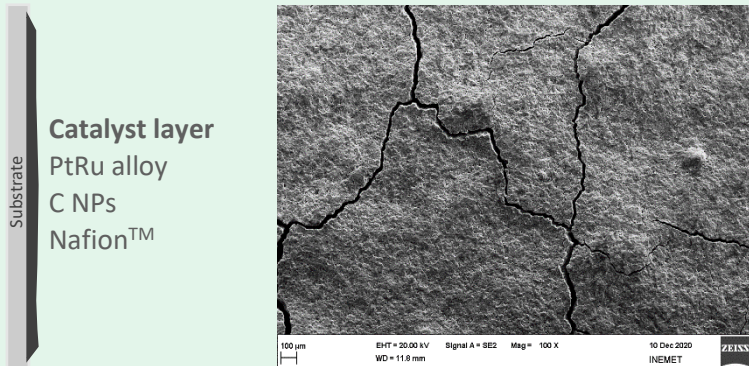 Substrate
Catalyst layer
PtRu alloy
C NPs
Nafion™
100 µm
EHT = 20.00 kV Signal A = SE2 Mag = 100 X 10 Dec 2020
WD = 11.8 mm INEMET
ZEISS